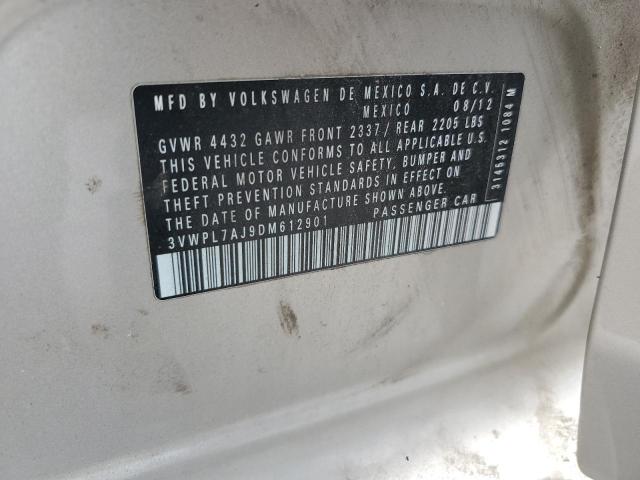 MFD BY VOLKSWAGEN DE MEXICO S.A. DE C.V.
MEXICO 08/12
GVWR 4432 GAWR FRONT 2337/ REAR 2205 LBS
THIS VEHICLE CONFORMS TO ALL APPLICABLE U.S.
FEDERAL MOTOR VEHICLE SAFETY, BUMPER AND
THEFT PREVENTION STANDARDS IN EFFECT ON
THE DATE OF MANUFACTURE SHOWN ABOVE.
3VWPL7AJ9DM612901 PASSENGER CAR
3145312 1084 M